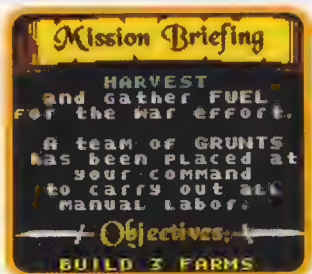 Mission Briefing
HARVEST
and gather FUEL
for the war effort.
A team of GRUNTS
has been placed at
your command
to carry out all
manual labor.
Objectives:
BUILD 3 FARMS